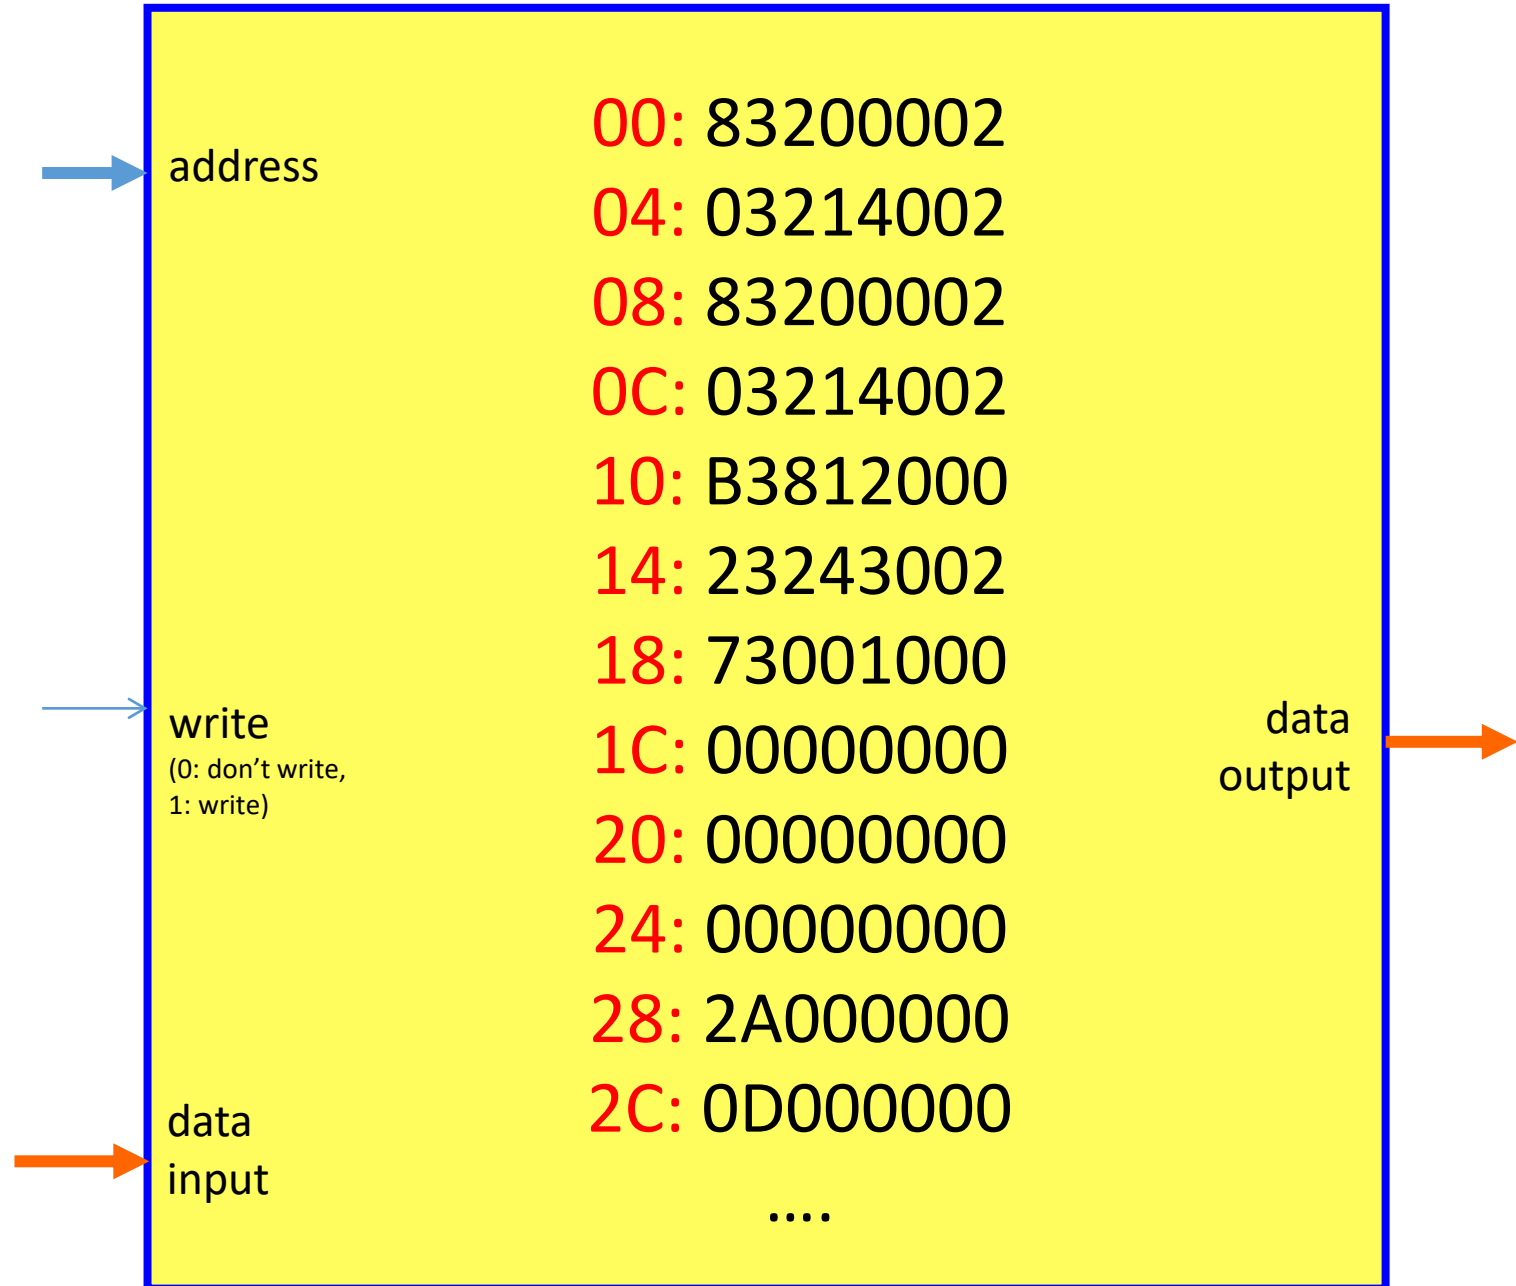 address
write
(0: don't write,
1: write)
data
input
00: 83200002
04: 03214002
08: 83200002
0C: 03214002
10: B3812000
14: 23243002
18: 73001000
1C: 00000000
20: 00000000
24: 00000000
28: 2A000000
2C: 0D000000
....
data
output